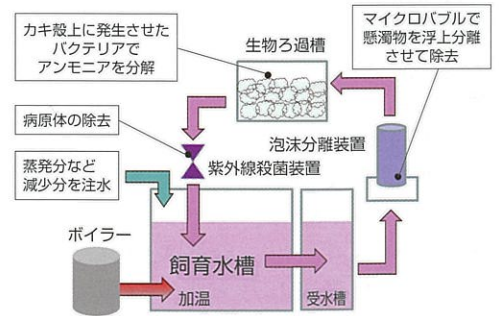 カキ殻上に発生させた
バクテリアで
アンモニアを分解
生物ろ過槽
マイクロバブルで
懸濁物を浮上分離
させて除去
病原体の除去
紫外線殺菌装置
泡沫分離装置
蒸発分など
減少分を注水
ボイラー
飼育水槽
加温
受水槽